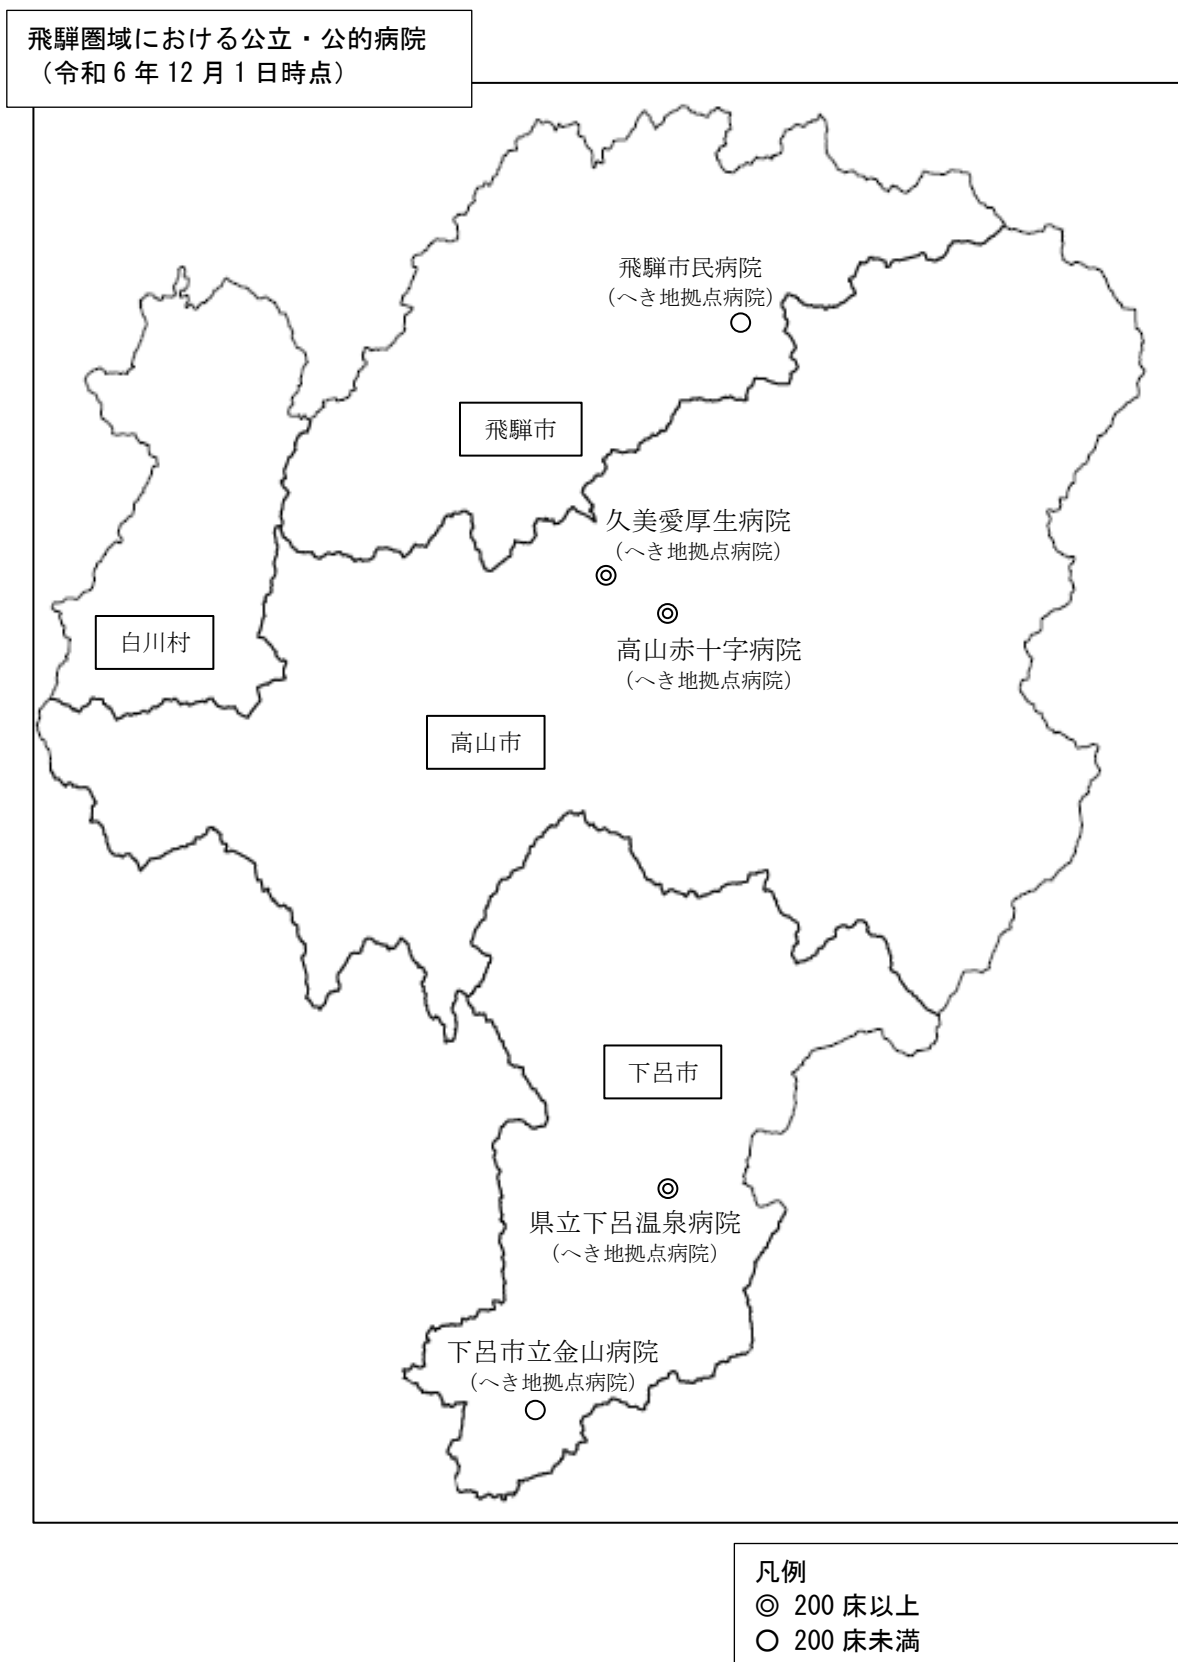 飛騨圏域における公立・公的病院
（令和６年12月１日時点）
飛騨市民病院
（へき地拠点病院）
飛騨市
久美愛厚生病院
（へき地拠点病院）
白川村
高山赤十字病院
（へき地拠点病院）
高山市
下呂市
県立下呂温泉病院
（へき地拠点病院）
下呂市立金山病院
（へき地拠点病院）
凡例
◎ 200床以上
○ 200床未満